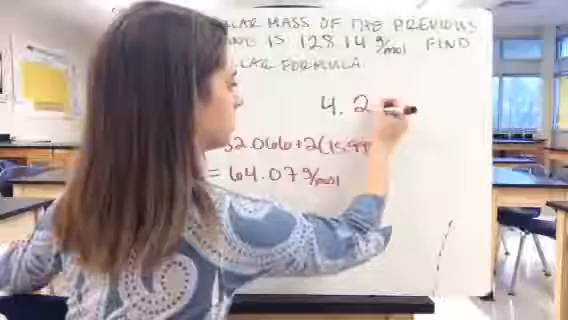 LAR MASS OF THE PREVIOUS
IS 128.14 g/mol FIND
LAR FORMULA
4. 2
32.066+2(15.99
= 64.07 g/mol